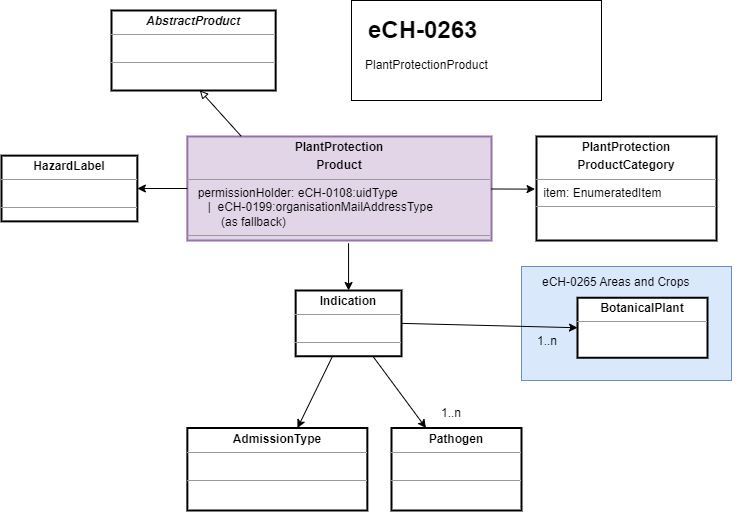 AbstractProduct
eCH-0263
PlantProtectionProduct
PlantProtection
Product
permissionHolder: eCH-0108:uidType
| eCH-0199:organisationMailAddressType
(as fallback)
HazardLabel
PlantProtection
ProductCategory
item: EnumeratedItem
eCH-0265 Areas and Crops
BotanicalPlant
1..n
Indication
1..n
AdmissionType
Pathogen